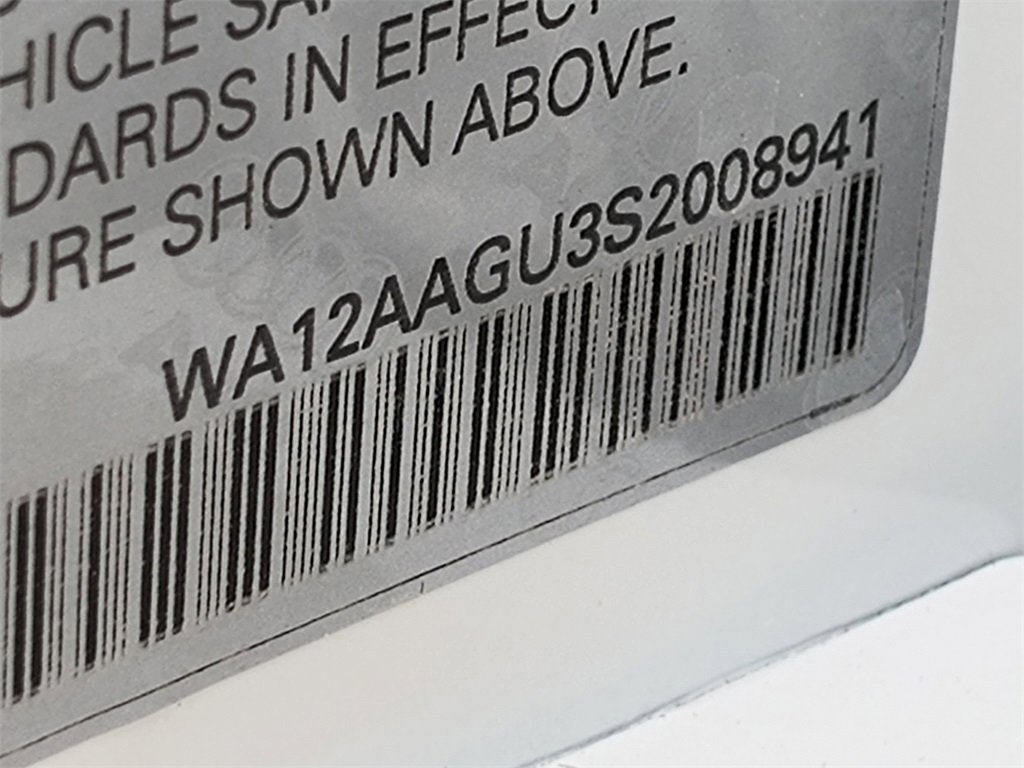 HICLE SA
DARDS IN EFFECT
URE SHOWN ABOVE.
WA12AAGU3S2008941